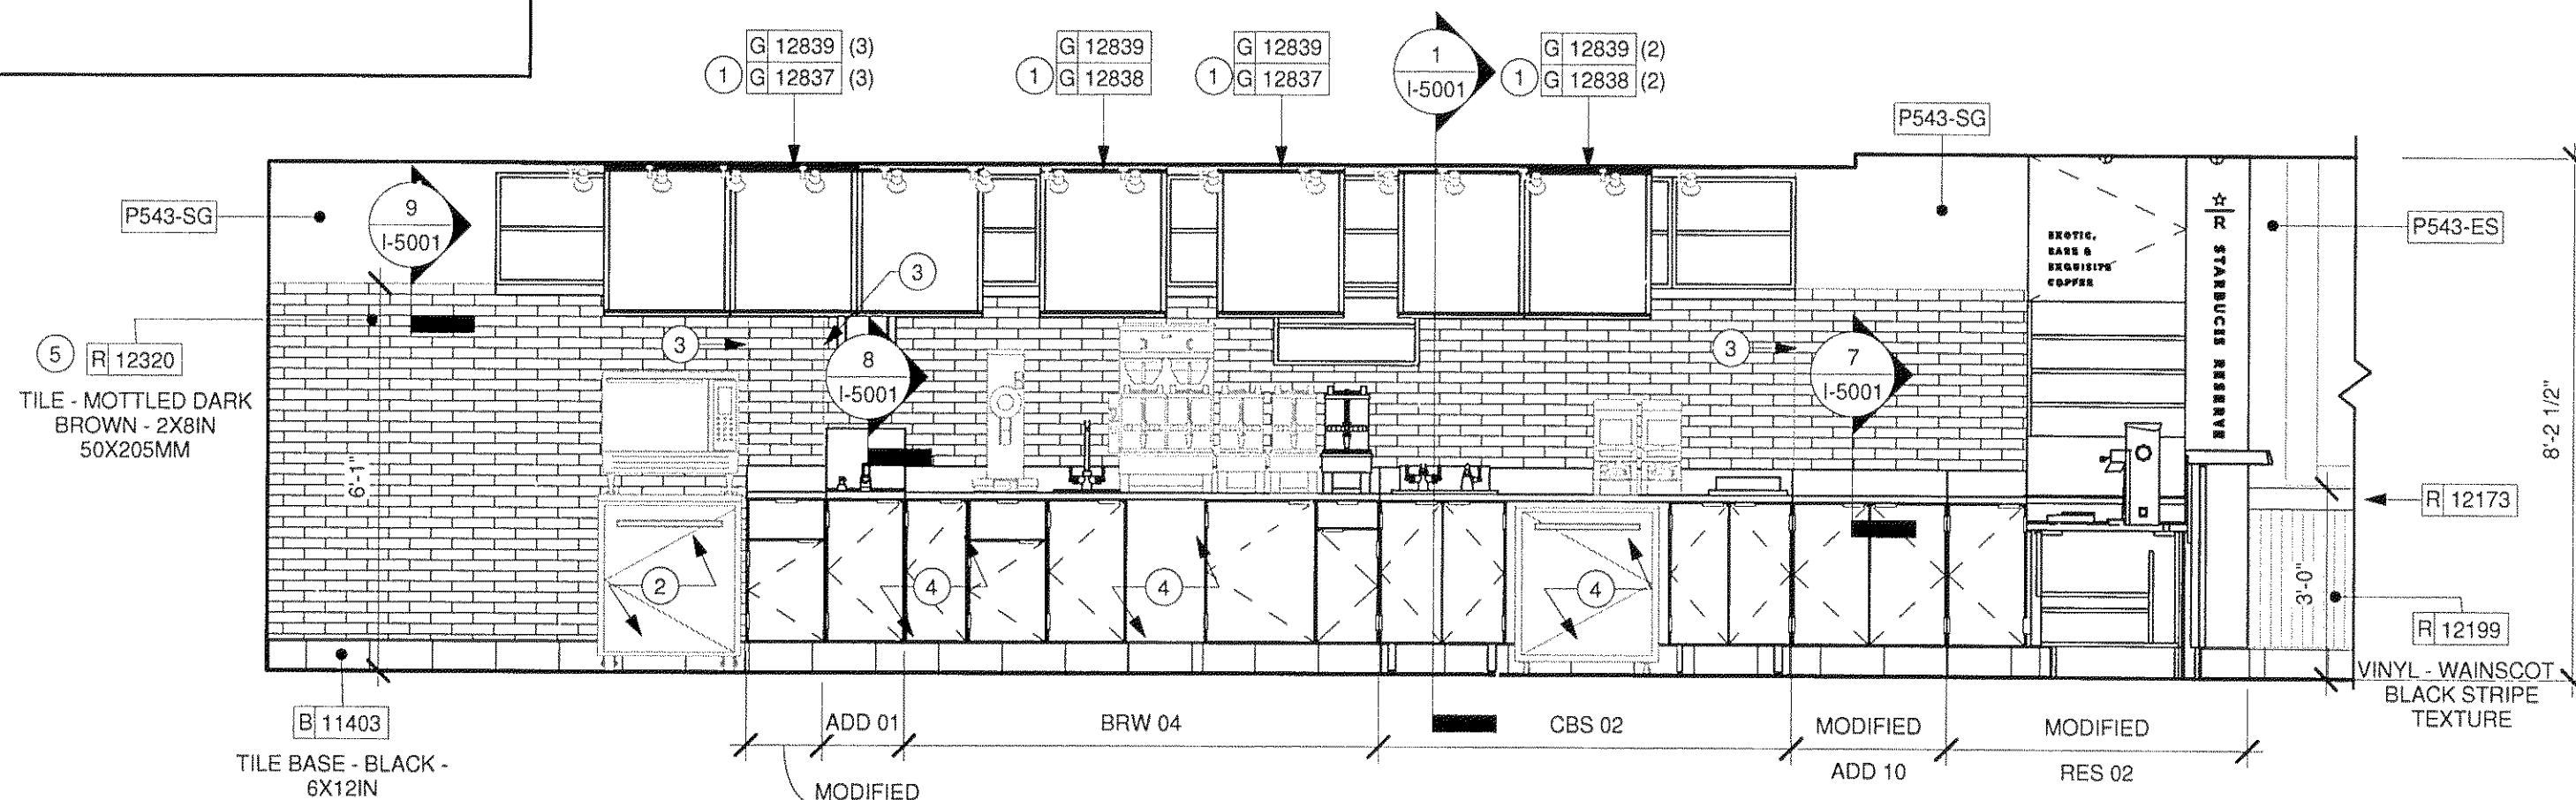 G 12839 (3)
1 G 12837 (3)
G 12839
1 G 12838
G 12839
1 G 12837
1
I-5001
G 12839 (2)
1 G 12838 (2)
P543-SG
P543-SG
9
I-5001
P543-ES
EXOTIC,
RARE &
EXQUISITE
COFFEE
R STARBUCKS RESERVE
3
3
3
8
I-5001
7
I-5001
5 R 12320
TILE - MOTTLED DARK
BROWN - 2X8IN
50X205MM
6'-1"
8'-2 1/2"
R 12173
2
4
4
4
3'-0"
R 12199
VINYL - WAINSCOT
BLACK STRIPE
TEXTURE
B 11403
TILE BASE - BLACK -
6X12IN
ADD 01
BRW 04
CBS 02
MODIFIED
ADD 10
MODIFIED
RES 02
MODIFIED